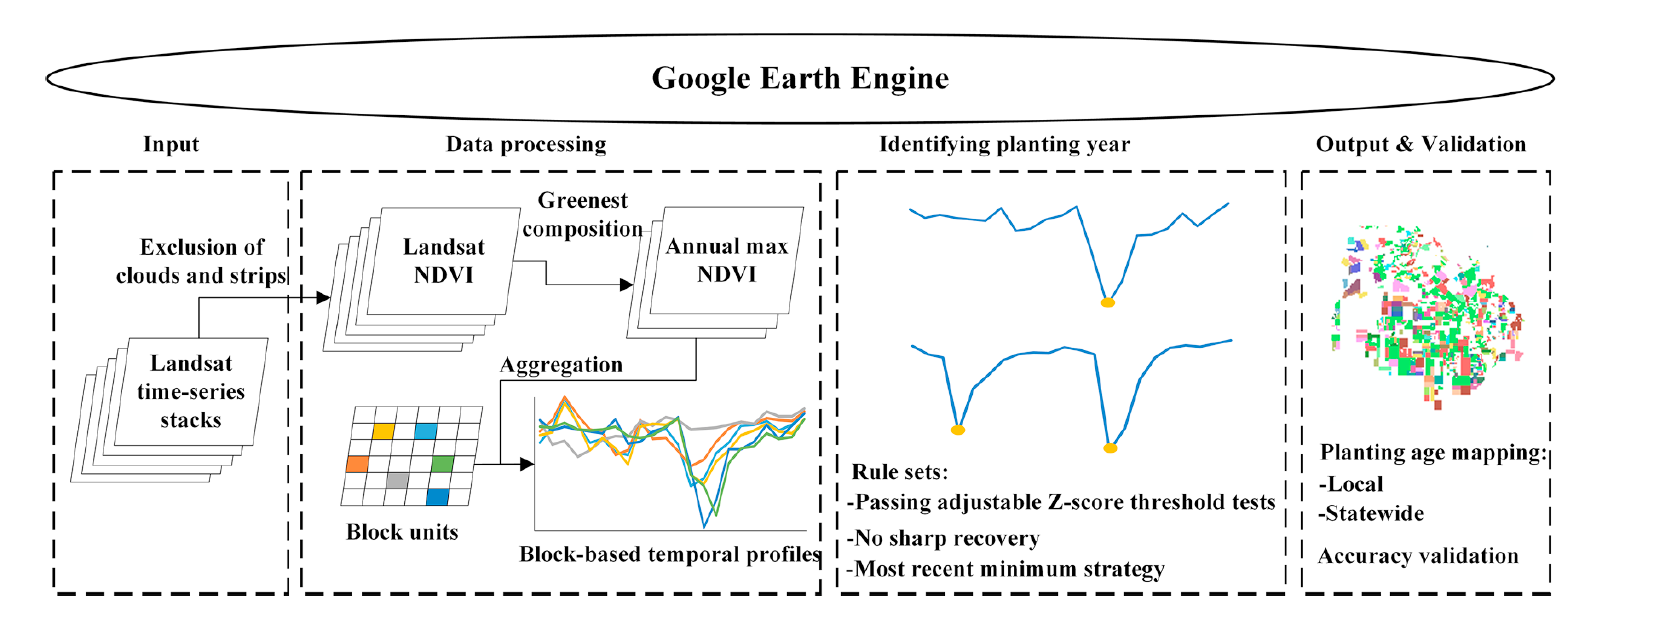 Google Earth Engine
Input
Data processing
Identifying planting year
Output & Validation
Exclusion of
clouds and strips
Landsat
time-series
stacks
Landsat
NDVI
Greenest
composition
Annual max
NDVI
Aggregation
Block units
Block-based temporal profiles
Rule sets:
-Passing adjustable Z-score threshold tests
-No sharp recovery
-Most recent minimum strategy
Planting age mapping:
-Local
-Statewide
Accuracy validation